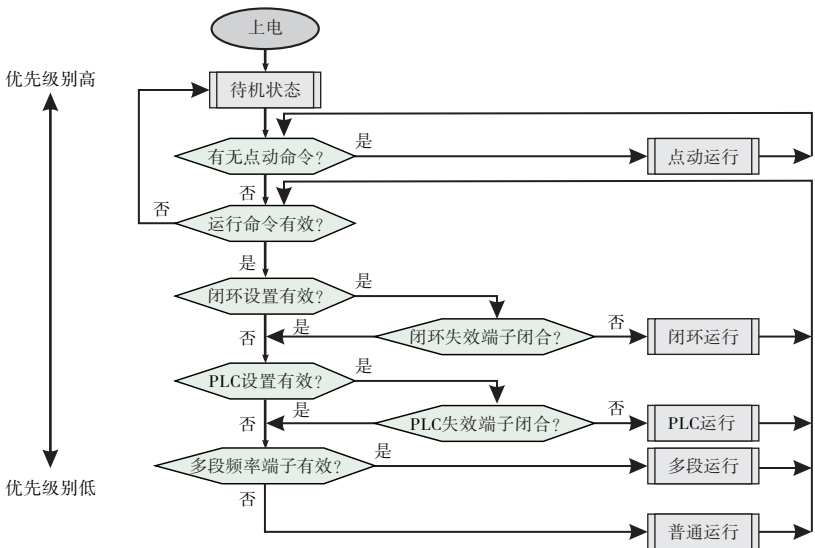 上电
优先级别高
待机状态
是
有无点动命令？
点动运行
否
否
运行命令有效？
是
是
闭环设置有效？
否
是
闭环失效端子闭合？
否
闭环运行
是
PLC设置有效？
否
是
PLC失效端子闭合？
否
PLC运行
是
多段频率端子有效？
多段运行
优先级别低
否
普通运行